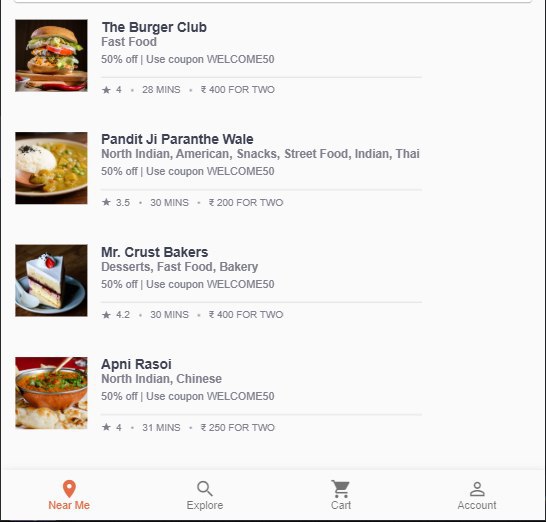 The Burger Club
Fast Food
50% off | Use coupon WELCOME50
★ 4 • 28 MINS • ₹ 400 FOR TWO
Pandit Ji Paranthe Wale
North Indian, American, Snacks, Street Food, Indian, Thai
50% off | Use coupon WELCOME50
★ 3.5 • 30 MINS • ₹ 200 FOR TWO
Mr. Crust Bakers
Desserts, Fast Food, Bakery
50% off | Use coupon WELCOME50
★ 4.2 • 30 MINS • ₹ 400 FOR TWO
Apni Rasoi
North Indian, Chinese
50% off | Use coupon WELCOME50
★ 4 • 31 MINS • ₹ 250 FOR TWO
Near Me Explore Cart Account